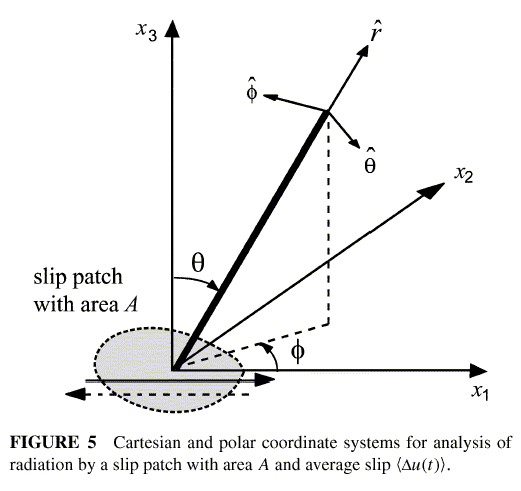 x₃
r̂
ϕ̂
θ̂
x₂
θ
slip patch
with area A
ϕ
x₁
FIGURE 5 Cartesian and polar coordinate systems for analysis of
radiation by a slip patch with area A and average slip ⟨Δu(t)⟩.